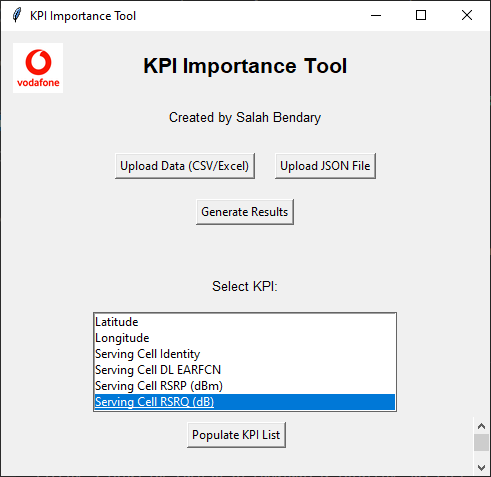 KPI Importance Tool
vodafone
KPI Importance Tool
Created by Salah Bendary
Upload Data (CSV/Excel)
Upload JSON File
Generate Results
Select KPI:
Latitude
Longitude
Serving Cell Identity
Serving Cell DL EARFCN
Serving Cell RSRP (dBm)
Serving Cell RSRQ (dB)
Populate KPI List